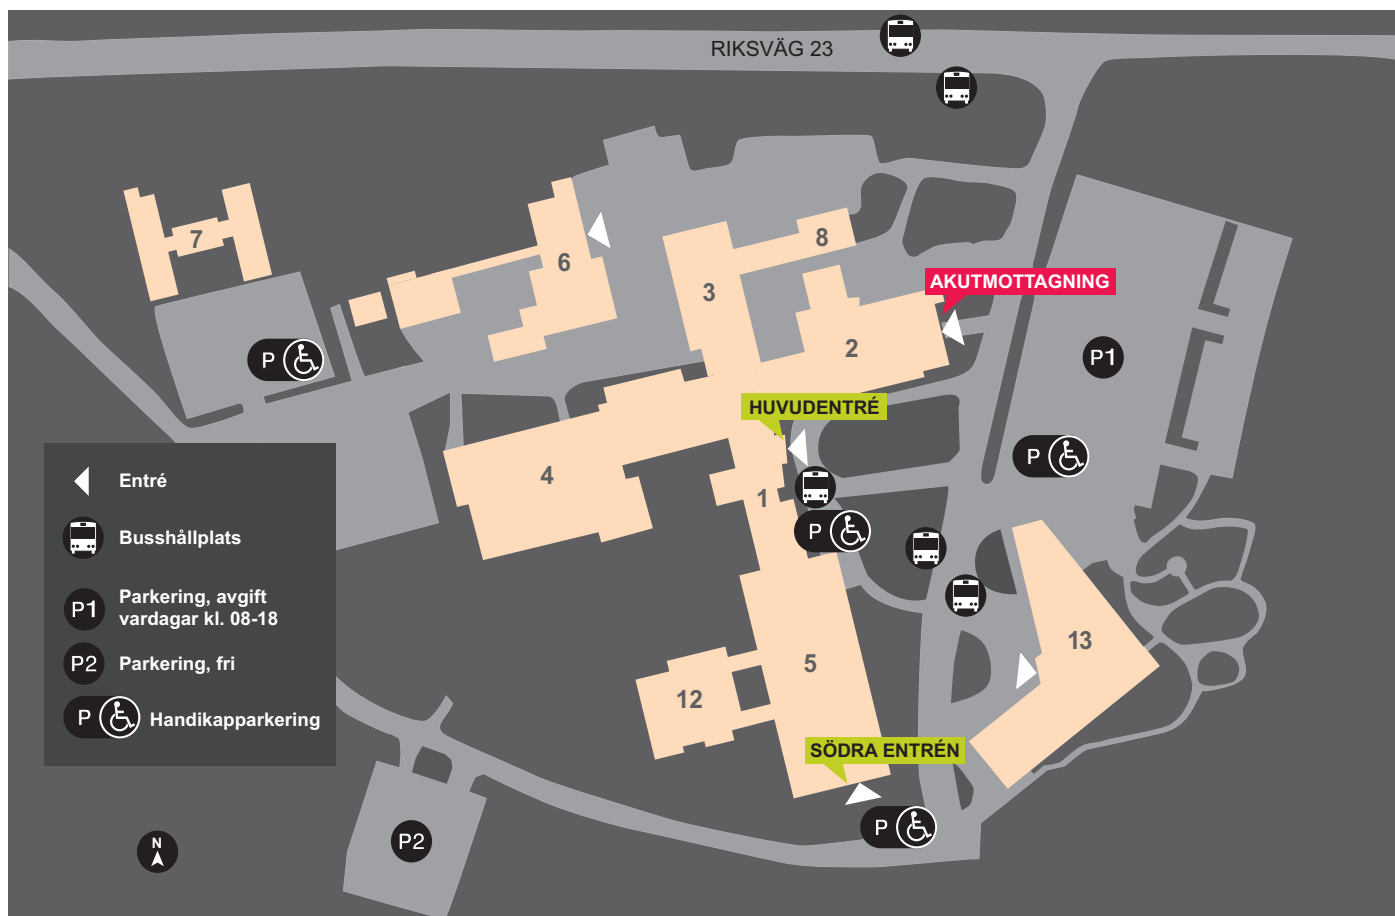 RIKSVÄG 23
7
6
8
3
AKUTMOTTAGNING
2
P
P1
HUVUDENTRÉ
P
4
1
P
Entré
Busshållplats
P1
Parkering, avgift
vardagar kl. 08-18
P2
Parkering, fri
P
Handikapparkering
13
5
12
SÖDRA ENTRÉN
P
P2
N